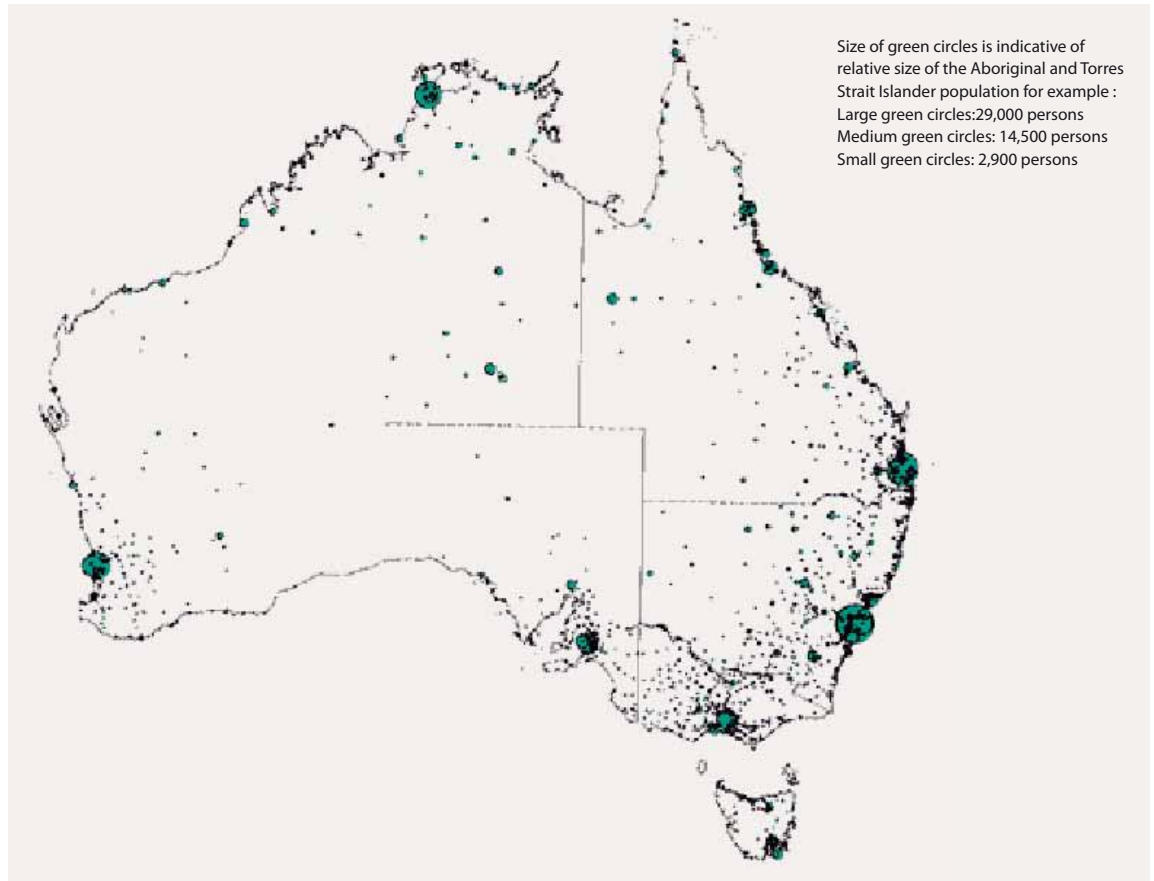 Size of green circles is indicative of
relative size of the Aboriginal and Torres
Strait Islander population for example :
Large green circles:29,000 persons
Medium green circles: 14,500 persons
Small green circles: 2,900 persons